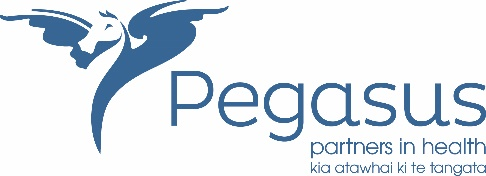 Pegasus
partners in health
kia atawhai ki te tangata